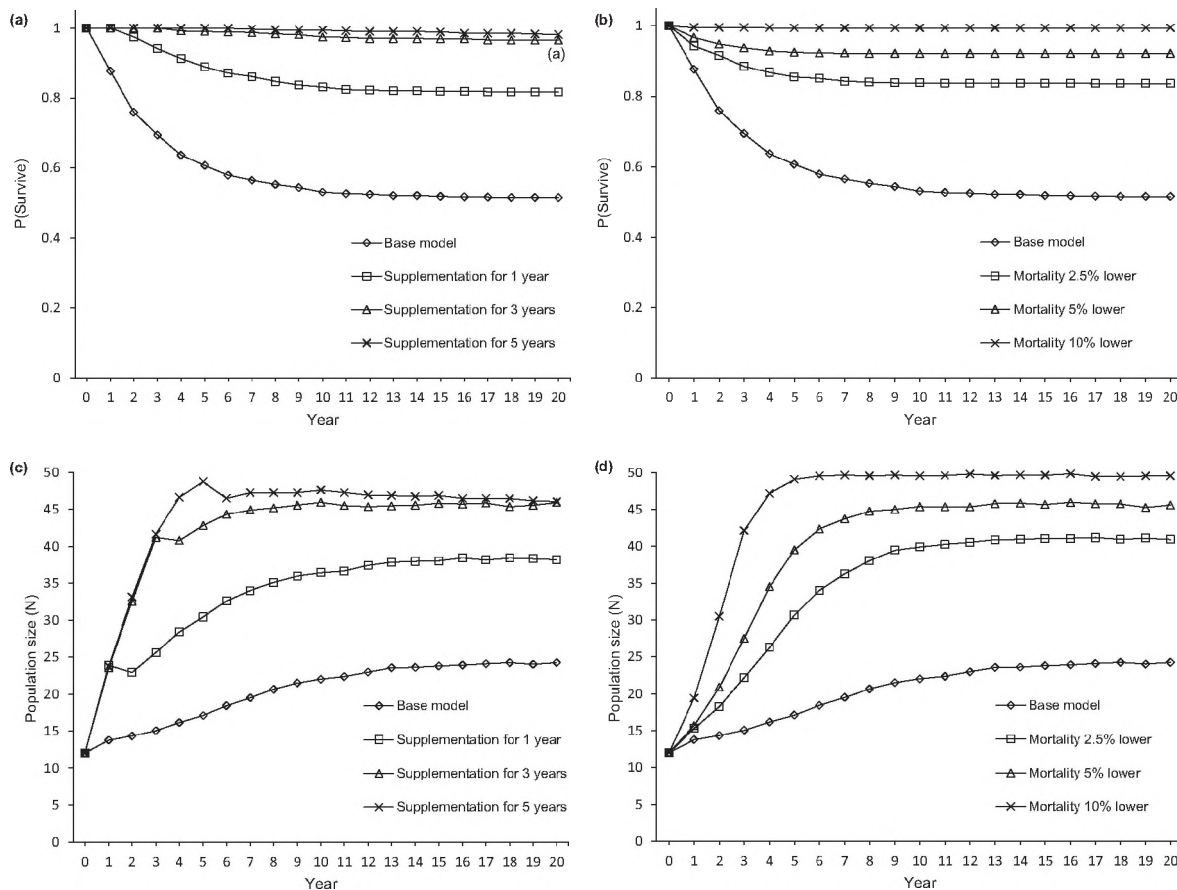 (a)
1
0.8
0.6
0.4
0.2
0
P(Survive)
(a)
Base model
Supplementation for 1 year
Supplementation for 3 years
Supplementation for 5 years
0 1 2 3 4 5 6 7 8 9 10 11 12 13 14 15 16 17 18 19 20
Year
(b)
1
0.8
0.6
0.4
0.2
0
P(Survive)
Base model
Mortality 2.5% lower
Mortality 5% lower
Mortality 10% lower
0 1 2 3 4 5 6 7 8 9 10 11 12 13 14 15 16 17 18 19 20
Year
(c)
50
45
40
35
30
25
20
15
10
5
0
Population size (N)
Base model
Supplementation for 1 year
Supplementation for 3 years
Supplementation for 5 years
0 1 2 3 4 5 6 7 8 9 10 11 12 13 14 15 16 17 18 19 20
Year
(d)
50
45
40
35
30
25
20
15
10
5
0
Population size (N)
Base model
Mortality 2.5% lower
Mortality 5% lower
Mortality 10% lower
0 1 2 3 4 5 6 7 8 9 10 11 12 13 14 15 16 17 18 19 20
Year